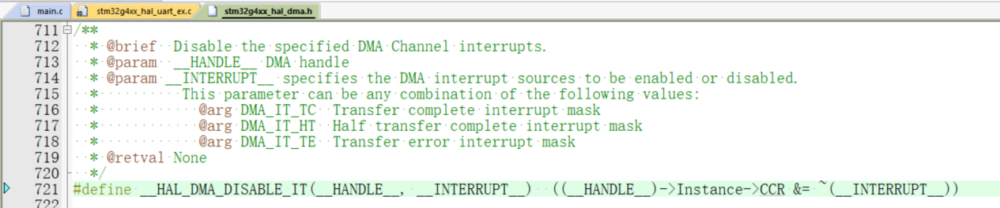 main.c stm32g4xx_hal_uart_ex.c stm32g4xx_hal_dma.h
711 /**
712 * @brief Disable the specified DMA Channel interrupts.
713 * @param __HANDLE__ DMA handle
714 * @param __INTERRUPT__ specifies the DMA interrupt sources to be enabled or disabled.
715 * This parameter can be any combination of the following values:
716 * @arg DMA_IT_TC Transfer complete interrupt mask
717 * @arg DMA_IT_HT Half transfer complete interrupt mask
718 * @arg DMA_IT_TE Transfer error interrupt mask
719 * @retval None
720 */
721 #define __HAL_DMA_DISABLE_IT(__HANDLE__, __INTERRUPT__) ((__HANDLE__)->Instance->CCR &= ~(__INTERRUPT__))
722